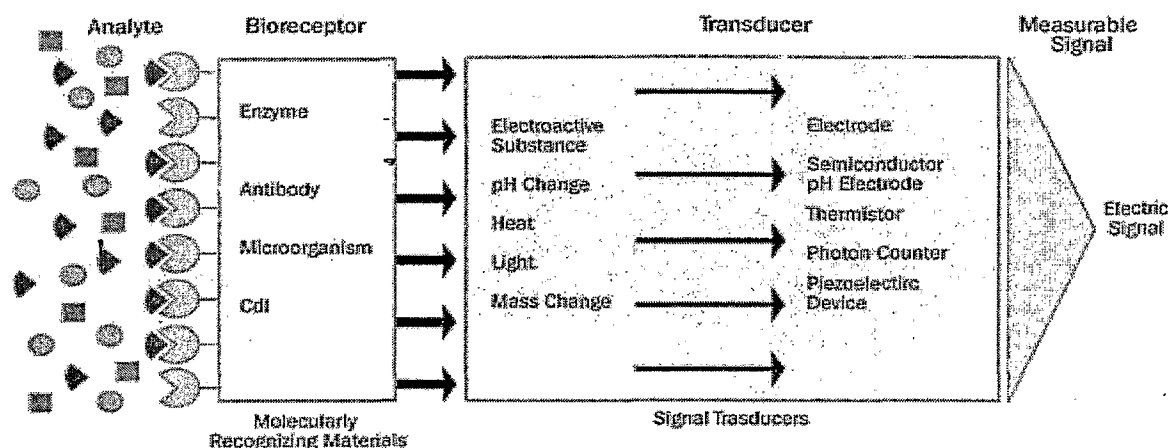 Analyte
Bioreceptor
Transducer
Measurable
Signal
Enzyme
Antibody
Microorganism
Cdl
Electroactive
Substance
pH Change
Heat
Light
Mass Change
Electrode
Semiconductor
pH Electrode
Thermistor
Photon Counter
Piezoelectirc
Device
Electric
Signal
Molecularly
Recognizing Materials
Signal Trasducers